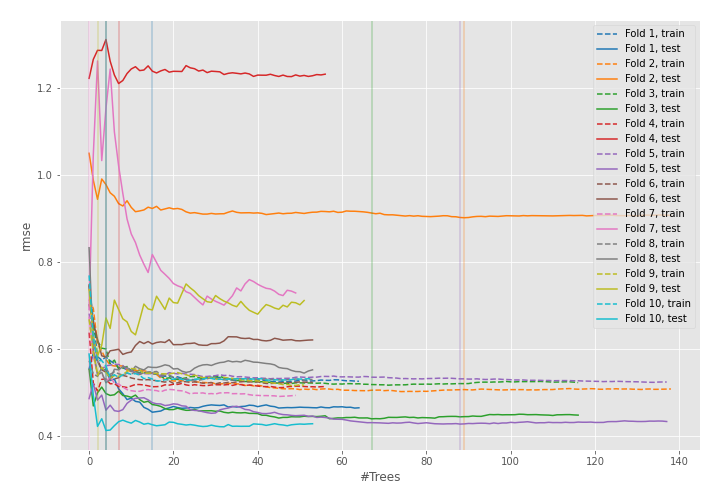 1.2
1.0
0.8
0.6
0.4
rmse
0
20
40
60
80
100
120
140
#Trees
Fold 1, train
Fold 1, test
Fold 2, train
Fold 2, test
Fold 3, train
Fold 3, test
Fold 4, train
Fold 4, test
Fold 5, train
Fold 5, test
Fold 6, train
Fold 6, test
Fold 7, train
Fold 7, test
Fold 8, train
Fold 8, test
Fold 9, train
Fold 9, test
Fold 10, train
Fold 10, test